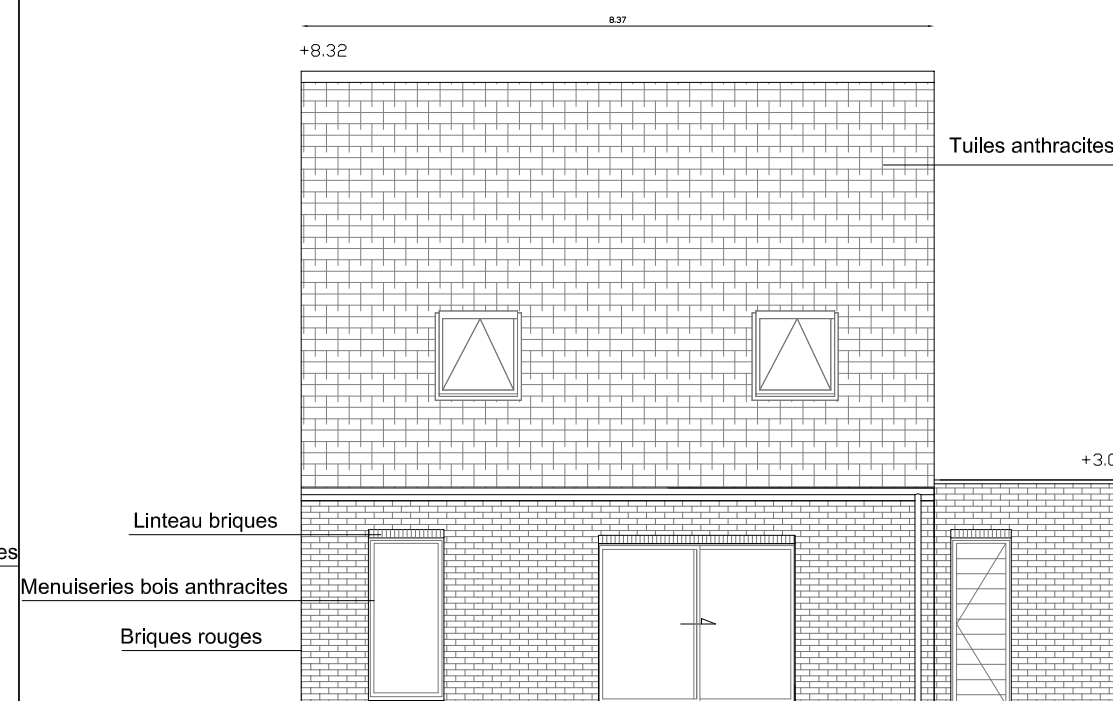 8.37
+8.32
Tuiles anthracites
Linteau briques
Menuiseries bois anthracites
Briques rouges